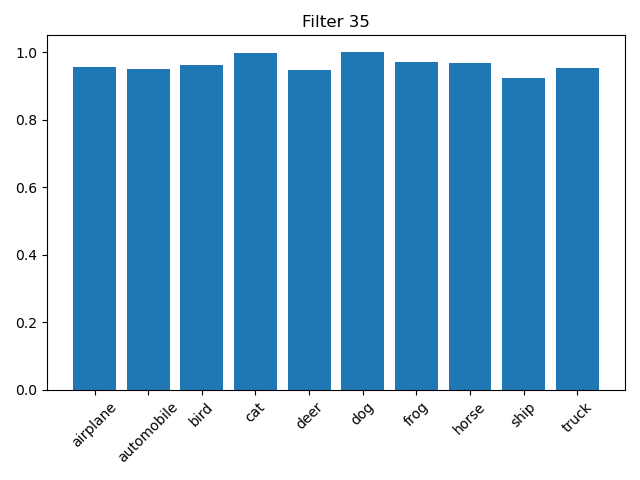 Filter 35
1.0
0.8
0.6
0.4
0.2
0.0
airplane
automobile
bird
cat
deer
dog
frog
horse
ship
truck